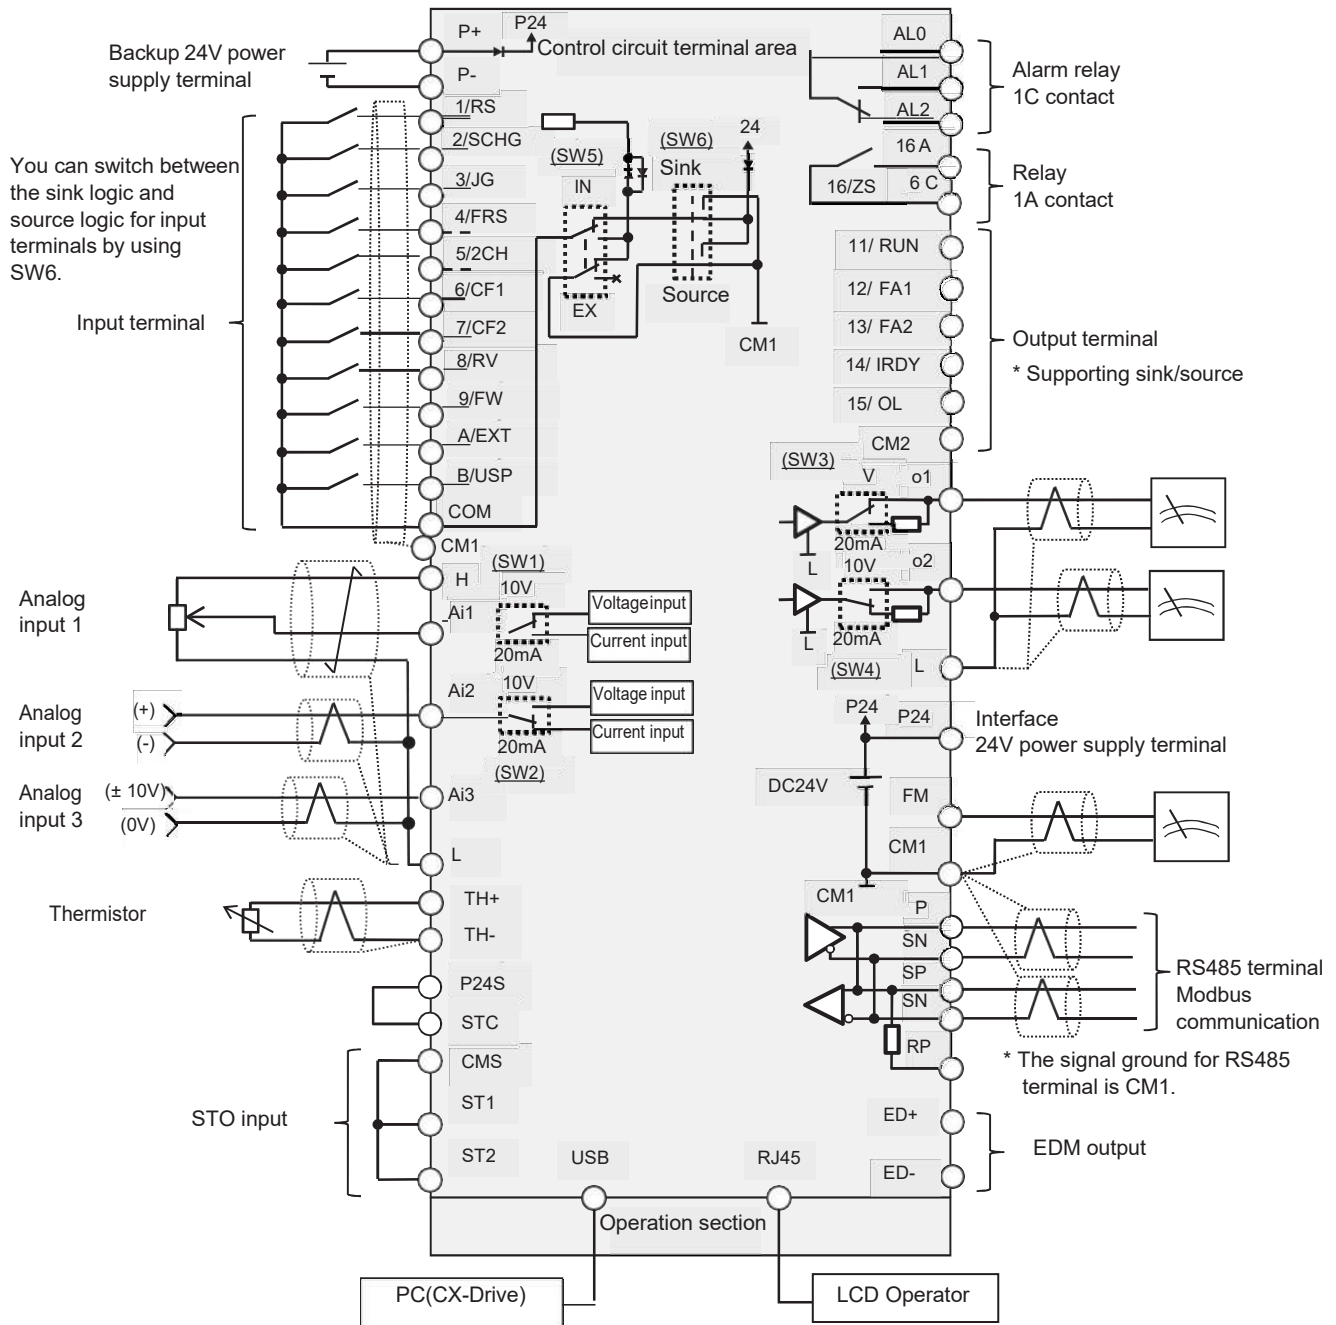 Backup 24V power
supply terminal
You can switch between
the sink logic and
source logic for input
terminals by using
SW6.
Input terminal
P+
P24
Control circuit terminal area
P-
1/RS
2/SCHG
3/JG
4/FRS
5/2CH
6/CF1
7/CF2
8/RV
9/FW
A/EXT
B/USP
COM
CM1
(SW5)
IN
EX
(SW6)
24
Sink
Source
CM1
AL0
AL1
AL2
Alarm relay
1C contact
16 A
16/ZS
6 C
Relay
1A contact
11/ RUN
12/ FA1
13/ FA2
14/ IRDY
15/ OL
CM2
Output terminal
* Supporting sink/source
Analog
input 1
H
Ai1
(SW1)
10V
20mA
Voltage input
Current input
Analog
input 2
(+)
(-)
Ai2
10V
20mA
(SW2)
Voltage input
Current input
Analog
input 3
(± 10V)
(0V)
Ai3
L
(SW3)
V
o1
20mA
L
10V
o2
20mA
L
(SW4)
L
P24
P24
Interface
24V power supply terminal
DC24V
FM
CM1
CM1
P
SN
SP
SN
RP
RS485 terminal
Modbus
communication
* The signal ground for RS485
terminal is CM1.
Thermistor
TH+
TH-
P24S
STC
CMS
ST1
ST2
STO input
ED+
ED-
EDM output
USB
RJ45
Operation section
PC(CX-Drive)
LCD Operator